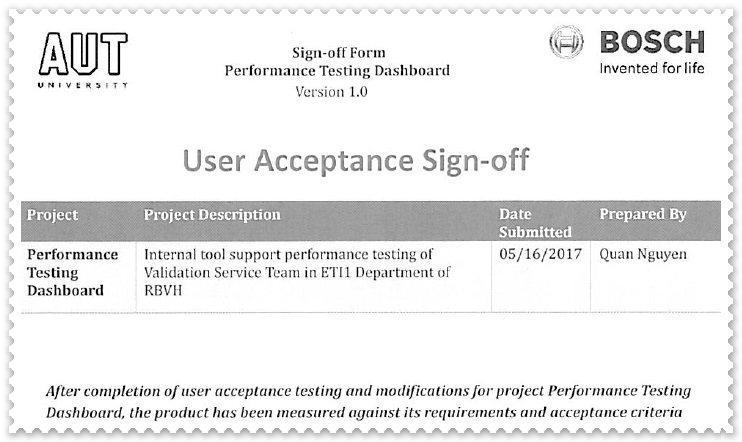 AUT
UNIVERSITY
Sign-off Form
Performance Testing Dashboard
Version 1.0
BOSCH
Invented for life
User Acceptance Sign-off
Project Project Description Date Submitted Prepared By
Performance Testing Dashboard
Internal tool support performance testing of
Validation Service Team in ETI1 Department of
RBVH
05/16/2017
Quan Nguyen
After completion of user acceptance testing and modifications for project Performance Testing
Dashboard, the product has been measured against its requirements and acceptance criteria